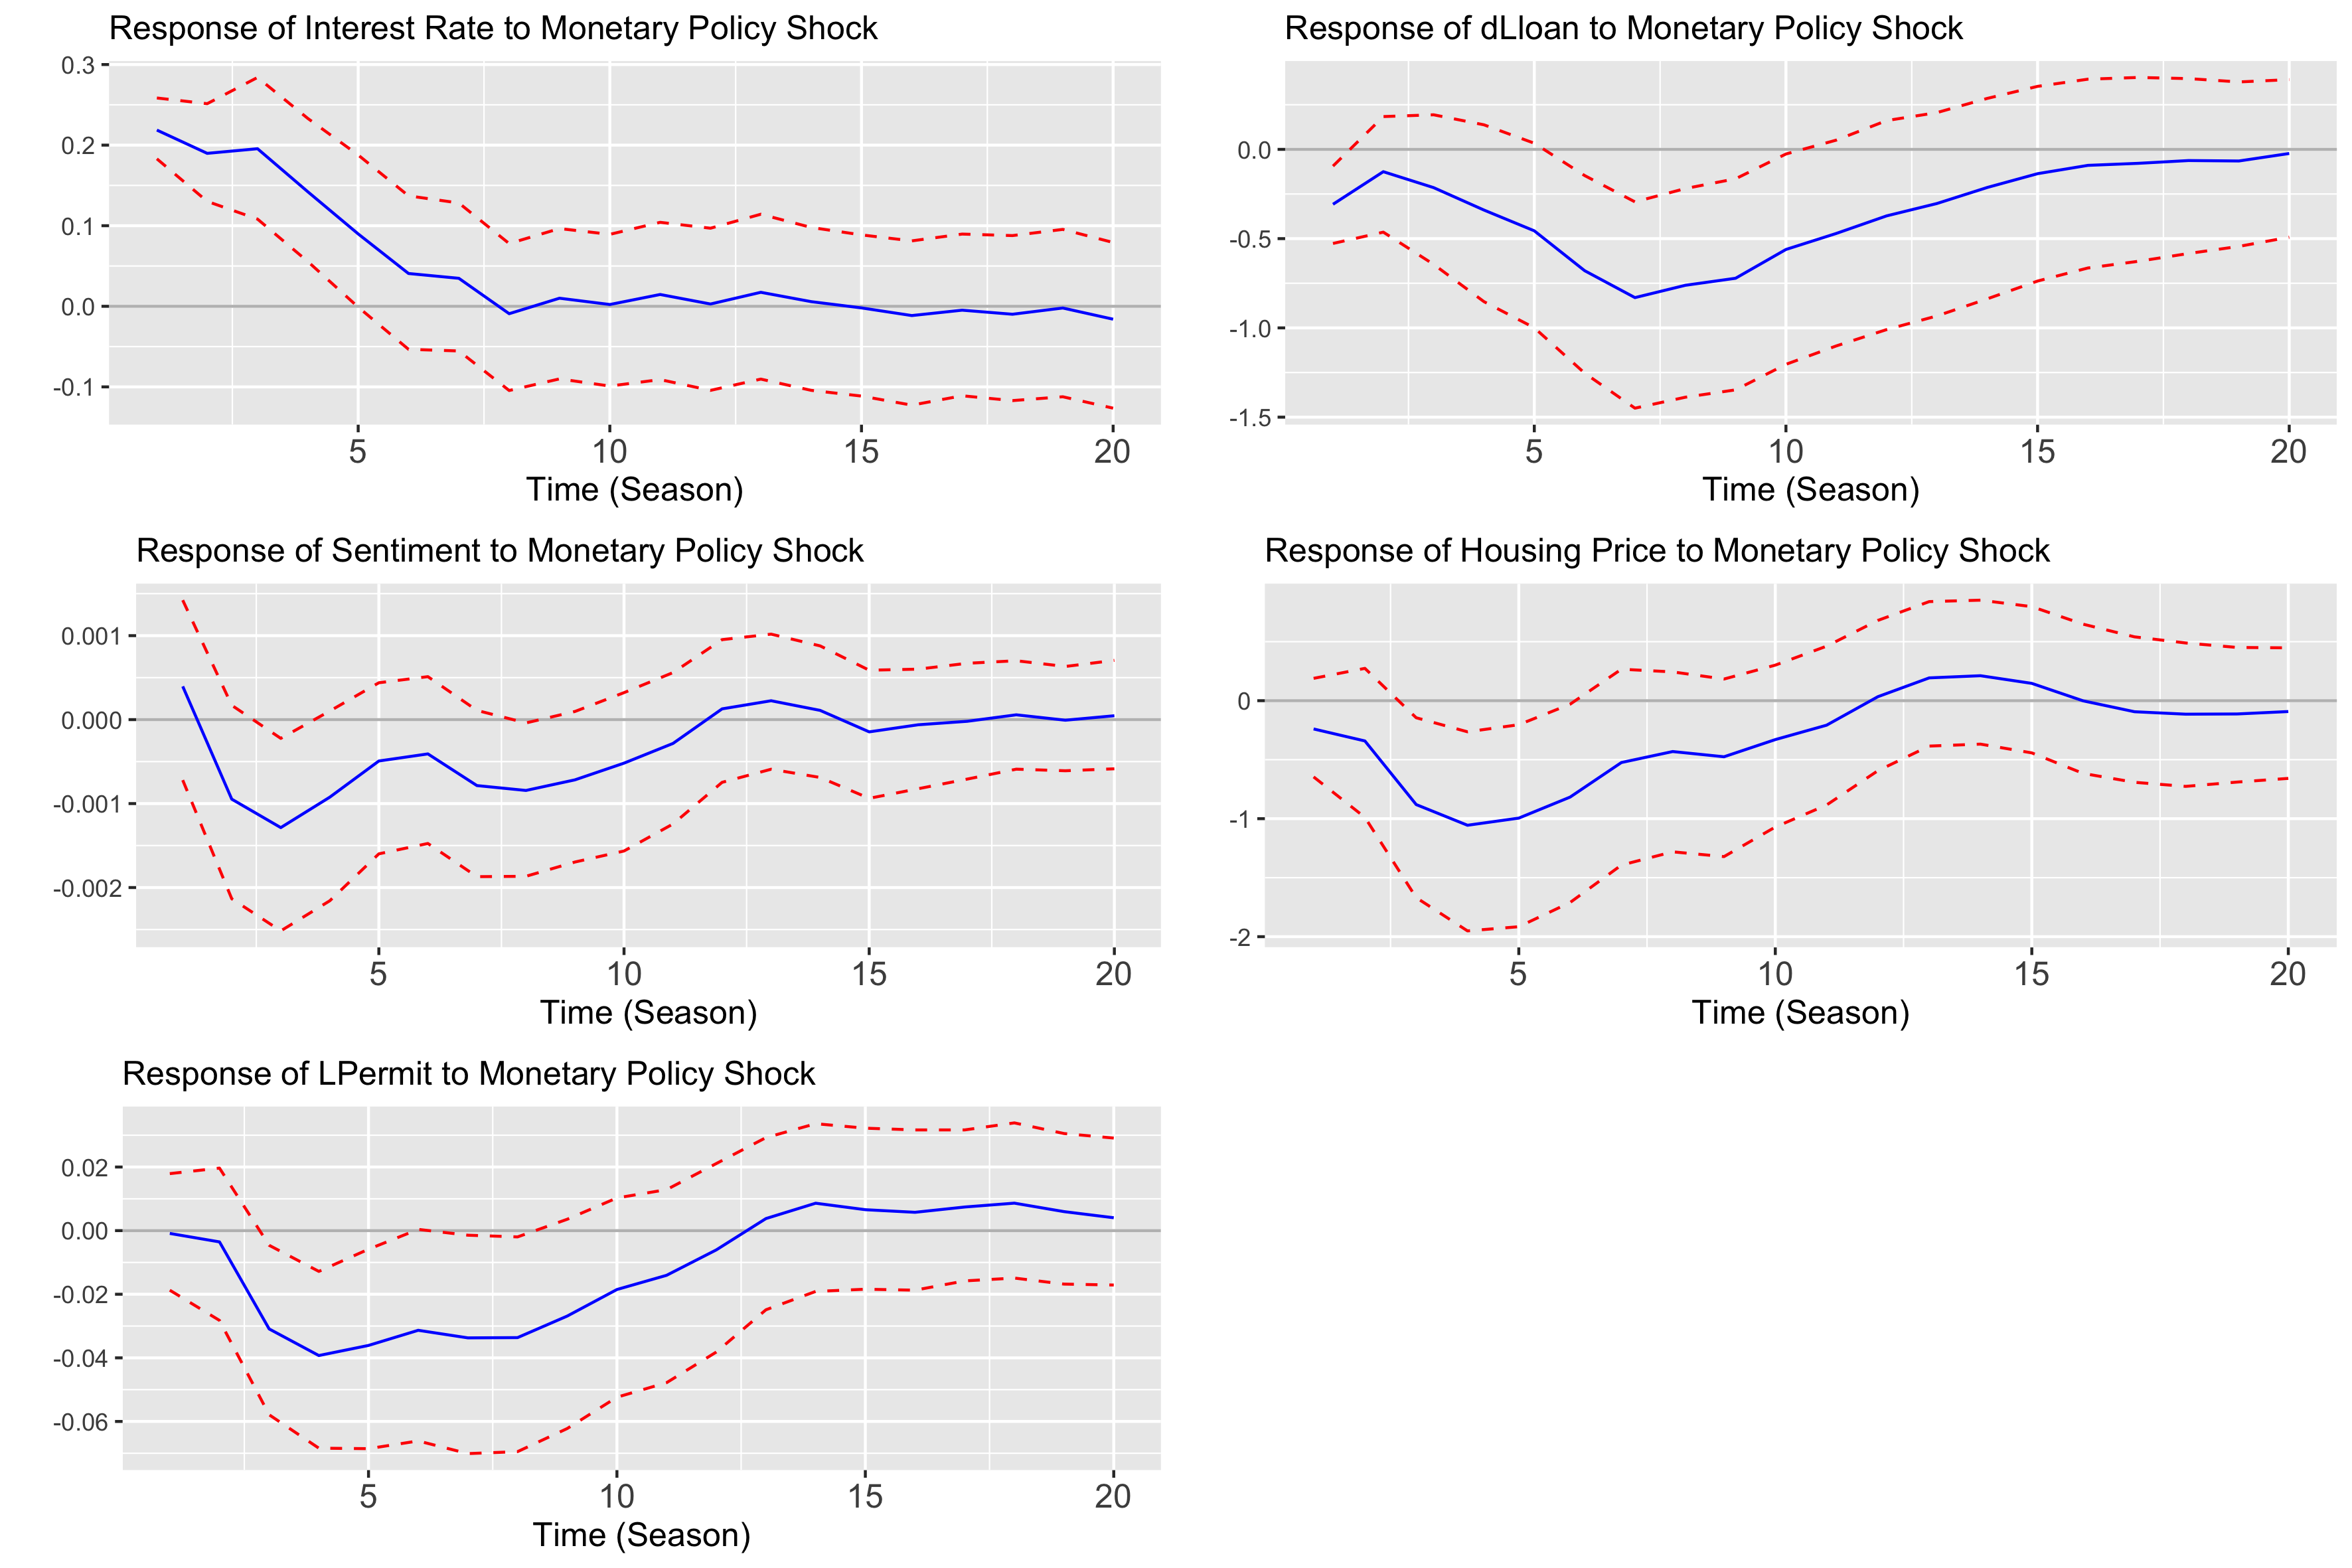 Response of Interest Rate to Monetary Policy Shock
0.3
0.2
0.1
0.0
-0.1
5 10 15 20
Time (Season)
Response of dLloan to Monetary Policy Shock
0.0
-0.5
-1.0
-1.5
5 10 15 20
Time (Season)
Response of Sentiment to Monetary Policy Shock
0.001
0.000
-0.001
-0.002
5 10 15 20
Time (Season)
Response of Housing Price to Monetary Policy Shock
0
-1
-2
5 10 15 20
Time (Season)
Response of LPermit to Monetary Policy Shock
0.02
0.00
-0.02
-0.04
-0.06
5 10 15 20
Time (Season)